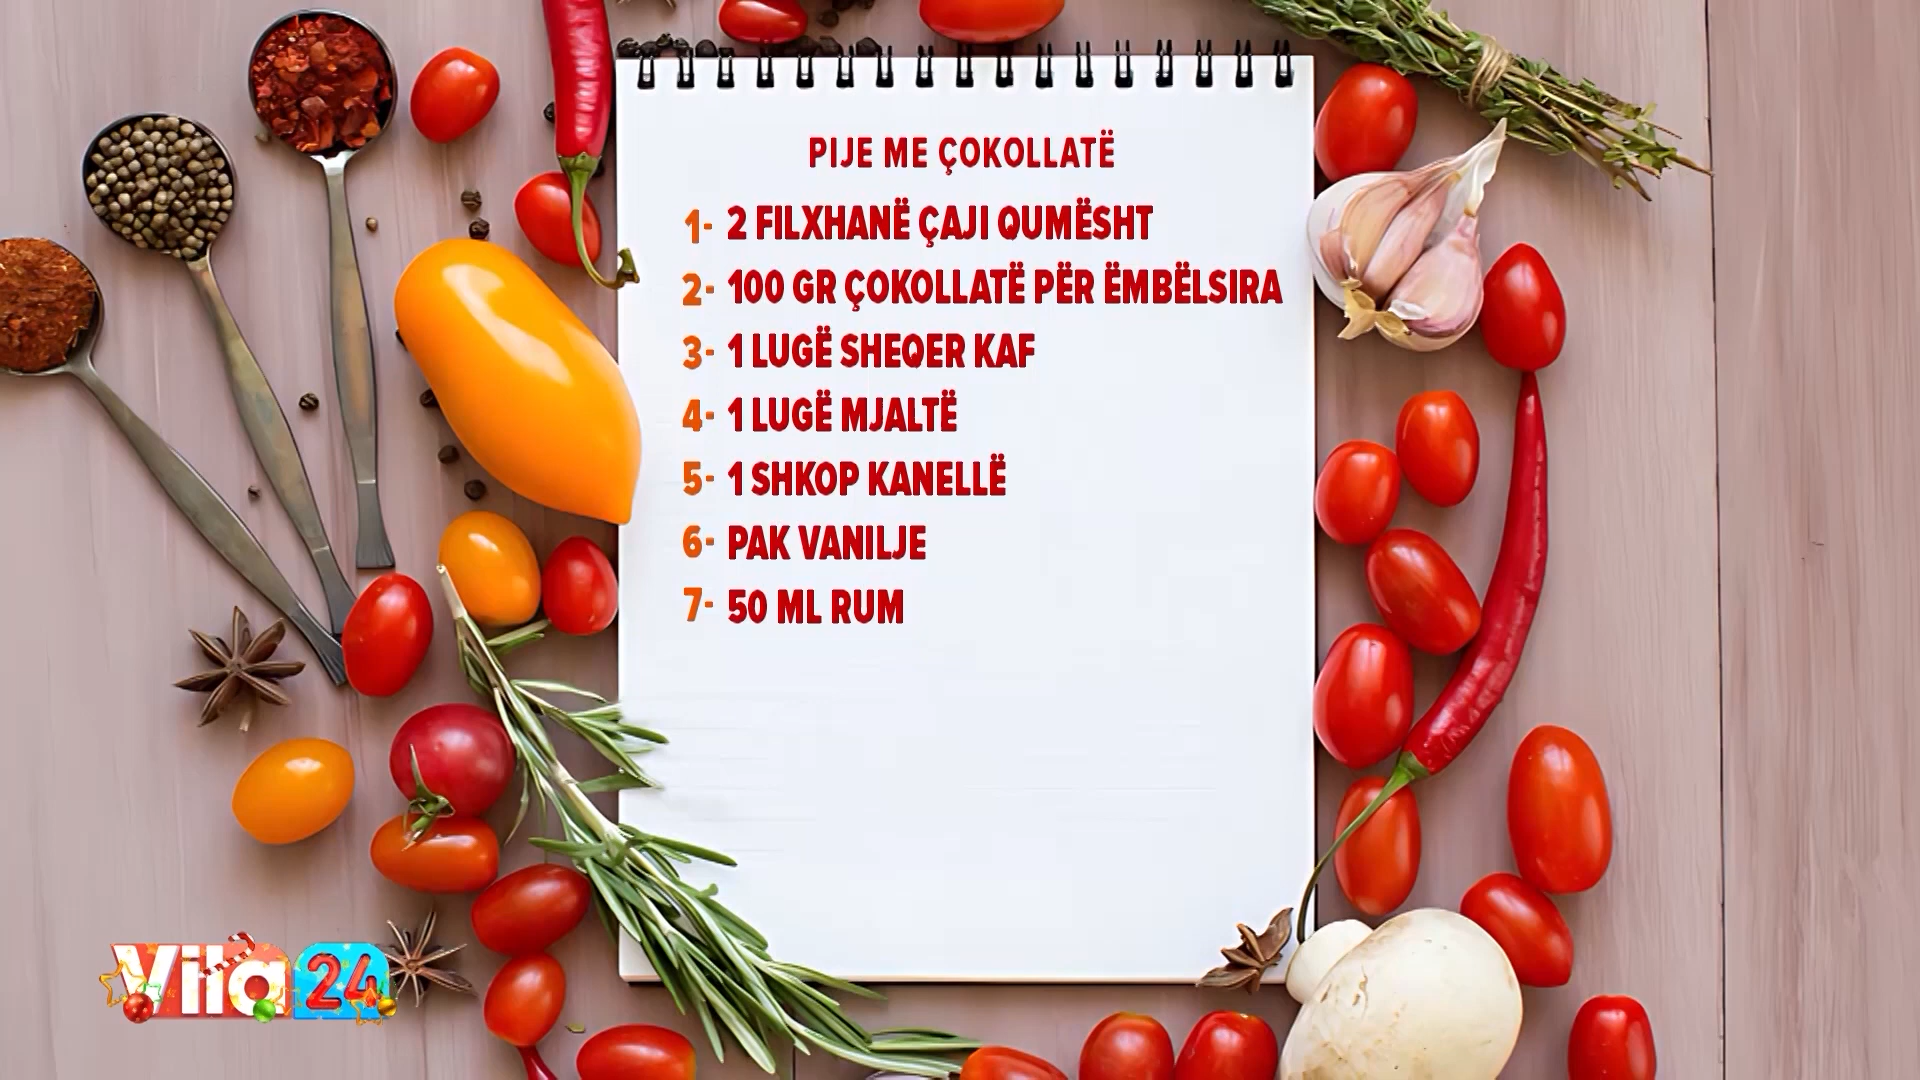 PIJE ME ÇOKOLLATË
1- 2 FILXHANË ÇAJI QUMËSHT
2- 100 GR ÇOKOLLATË PËR ËMBËLSIRA
3- 1 LUGË SHEQER KAF
4- 1 LUGË MJALTË
5- 1 SHKOP KANELLË
6- PAK VANILJE
7- 50 ML RUM
Vila 24